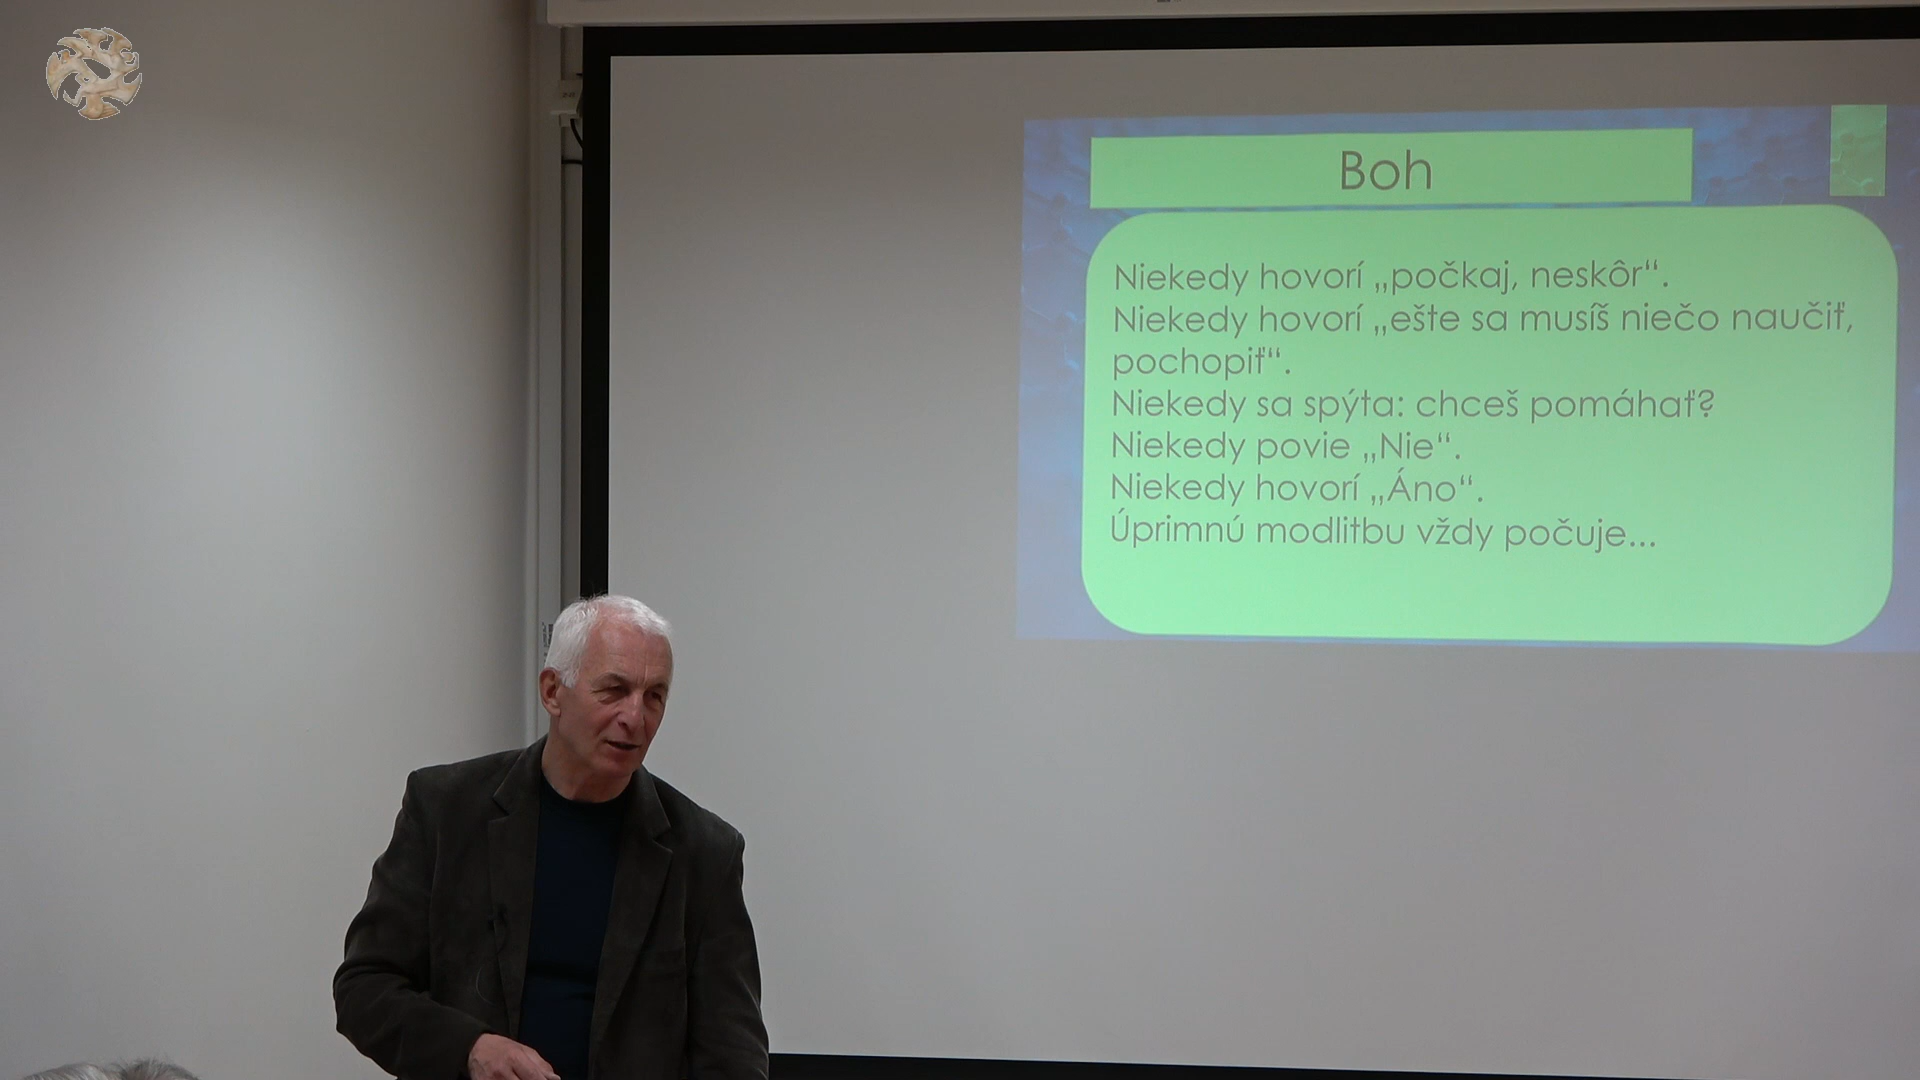 Boh
Niekedy hovorí „počkaj, neskôr“.
Niekedy hovorí „ešte sa musíš niečo naučiť,
pochopiť“.
Niekedy sa spýta: chceš pomáhať?
Niekedy povie „Nie“.
Niekedy hovorí „Áno“.
Úprimnú modlitbu vždy počuje...